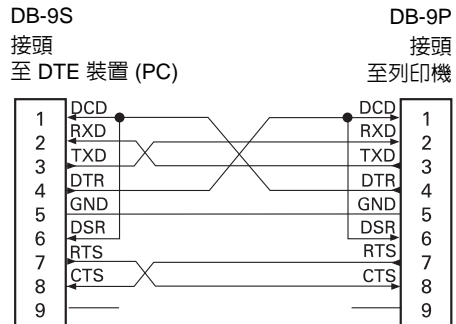 DB-9S
接頭
至 DTE 裝置 (PC)
DB-9P
接頭
至列印機
1 DCD DCD 1
2 RXD RXD 2
3 TXD TXD 3
4 DTR DTR 4
5 GND GND 5
6 DSR DSR 6
7 RTS RTS 7
8 CTS CTS 8
9 9